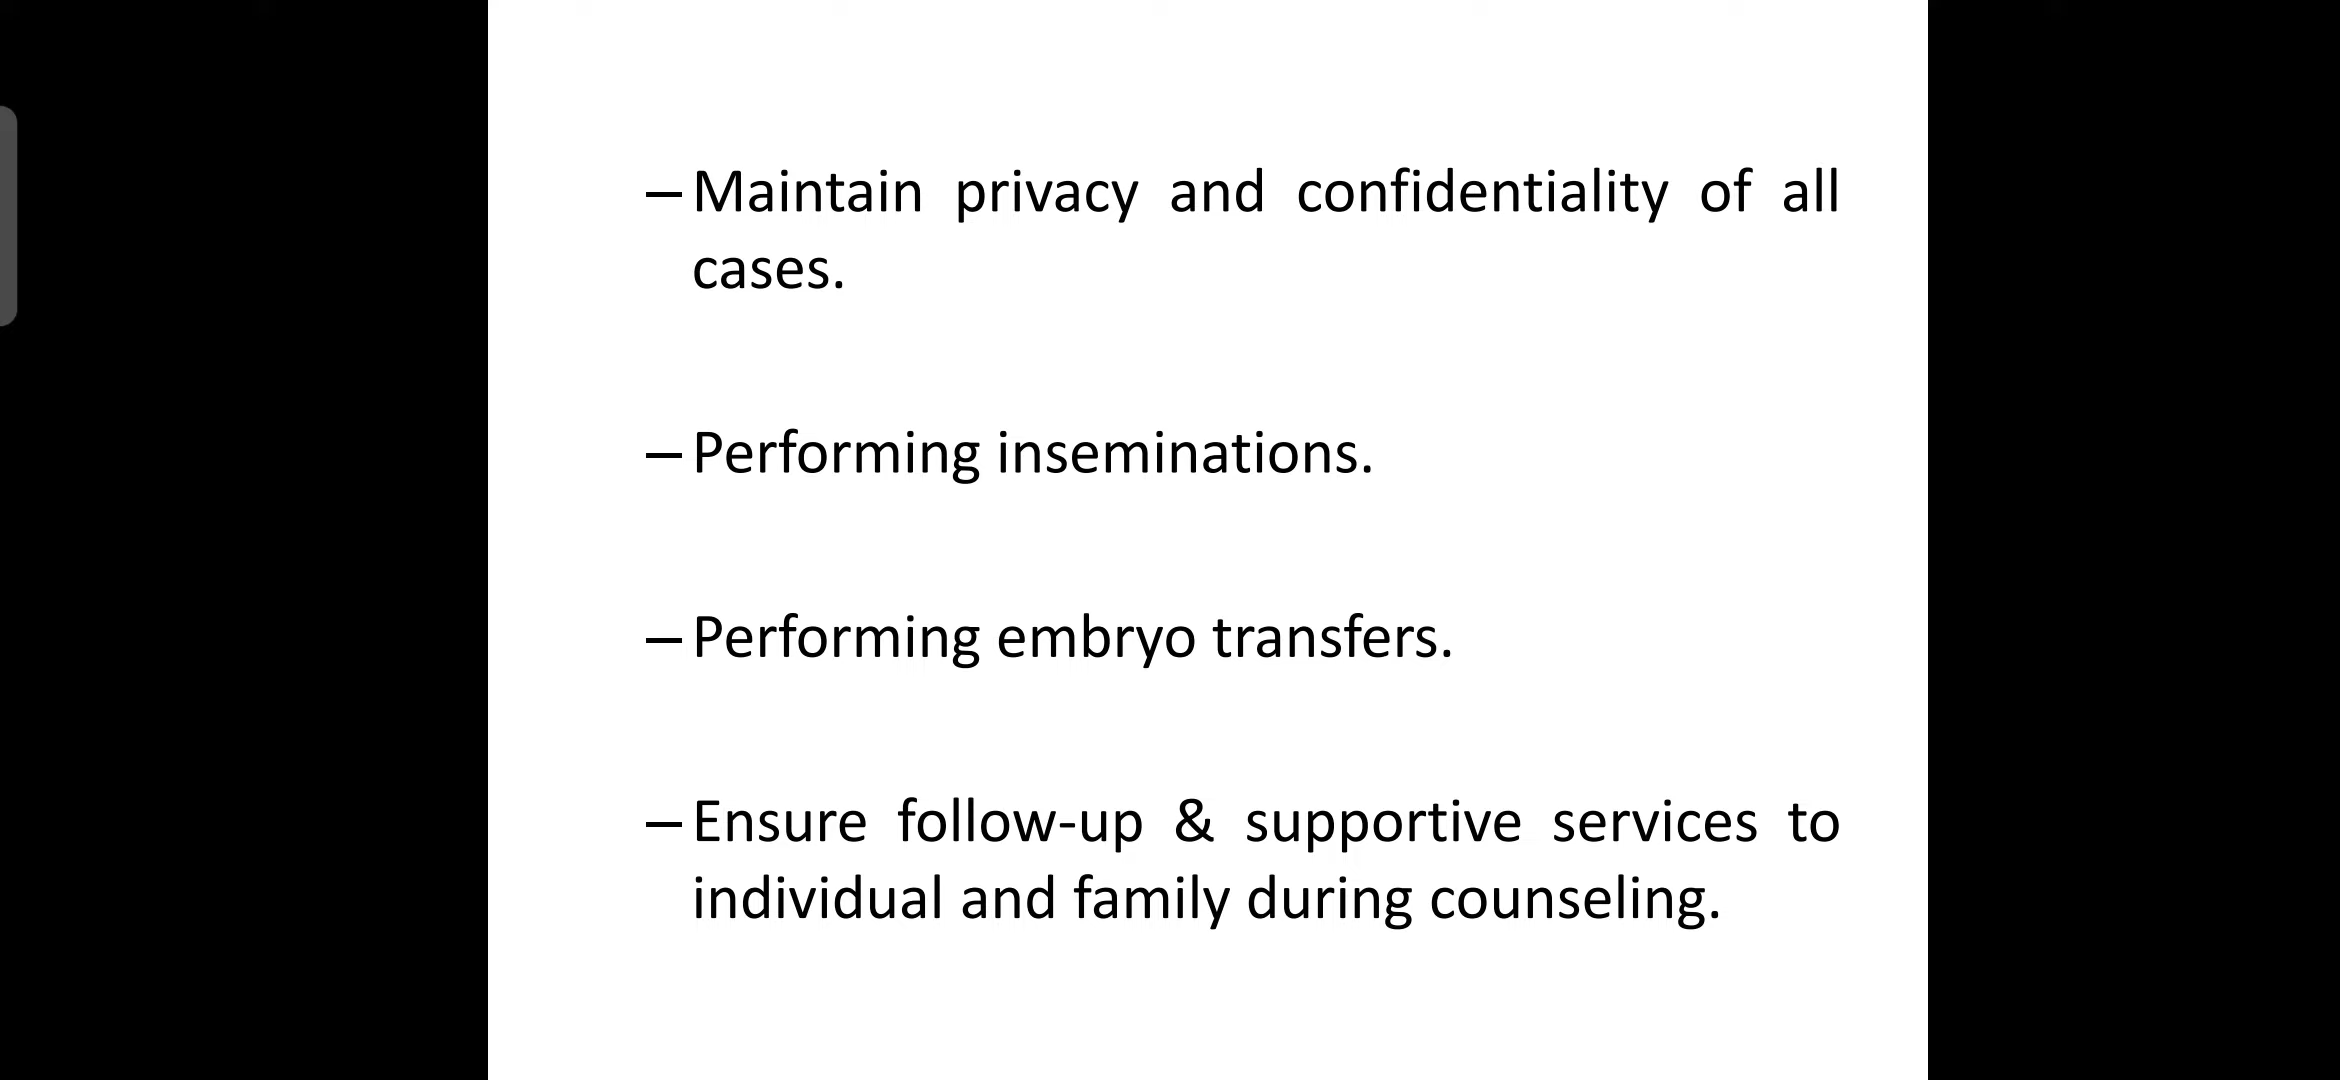 – Maintain privacy and confidentiality of all
cases.
– Performing inseminations.
– Performing embryo transfers.
– Ensure follow-up & supportive services to
individual and family during counseling.